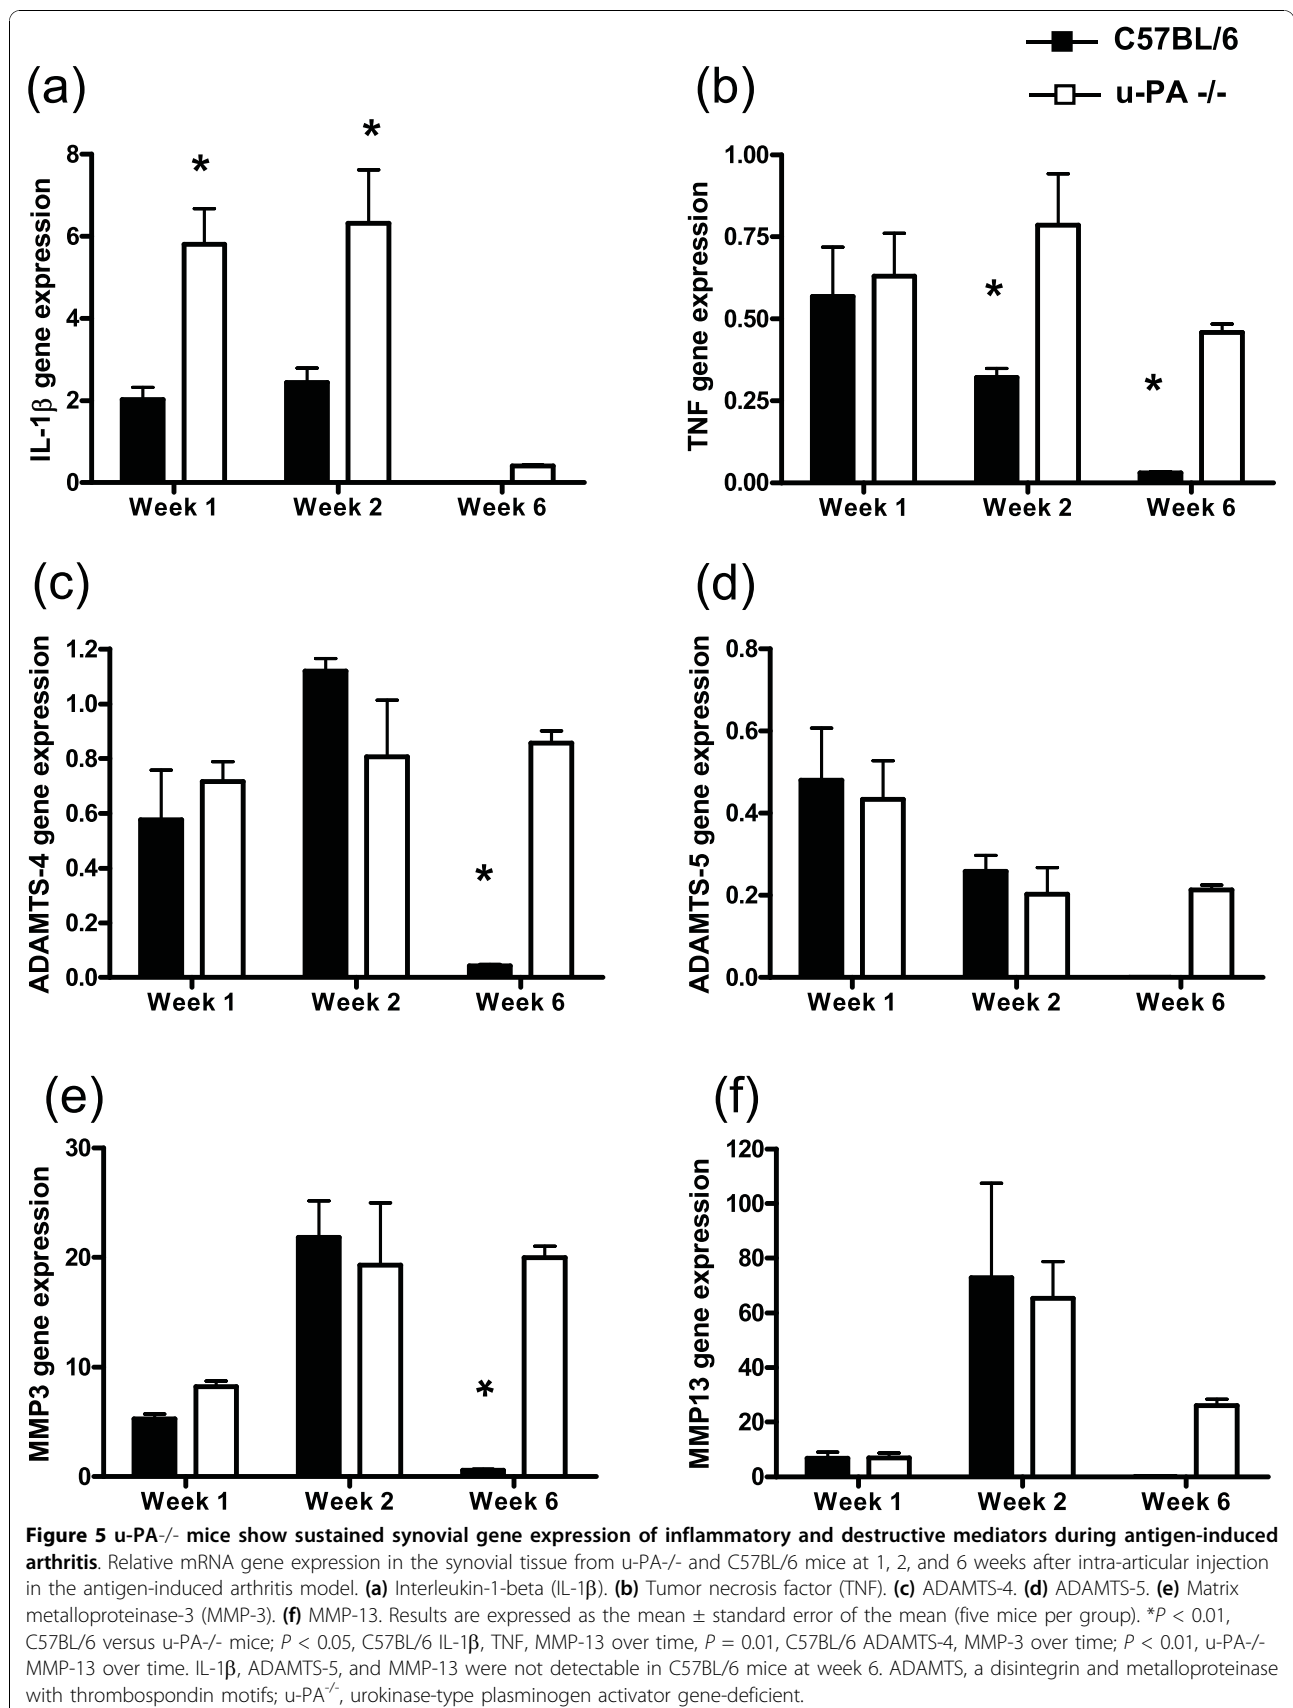 C57BL/6
u-PA -/-
(a)
IL-1β gene expression
8
6
4
2
0
*
*
Week 1 Week 2 Week 6
(b)
TNF gene expression
1.00
0.75
0.50
0.25
0.00
*
*
Week 1 Week 2 Week 6
(c)
ADAMTS-4 gene expression
1.2
1.0
0.8
0.6
0.4
0.2
0.0
*
Week 1 Week 2 Week 6
(d)
ADAMTS-5 gene expression
0.8
0.6
0.4
0.2
0.0
Week 1 Week 2 Week 6
(e)
MMP3 gene expression
30
20
10
0
*
Week 1 Week 2 Week 6
(f)
MMP13 gene expression
120
100
80
60
40
20
0
Week 1 Week 2 Week 6
Figure 5 u-PA-/- mice show sustained synovial gene expression of inflammatory and destructive mediators during antigen-induced
arthritis. Relative mRNA gene expression in the synovial tissue from u-PA-/- and C57BL/6 mice at 1, 2, and 6 weeks after intra-articular injection
in the antigen-induced arthritis model. (a) Interleukin-1-beta (IL-1β). (b) Tumor necrosis factor (TNF). (c) ADAMTS-4. (d) ADAMTS-5. (e) Matrix
metalloproteinase-3 (MMP-3). (f) MMP-13. Results are expressed as the mean ± standard error of the mean (five mice per group). *P < 0.01,
C57BL/6 versus u-PA-/- mice; P < 0.05, C57BL/6 IL-1β, TNF, MMP-13 over time, P = 0.01, C57BL/6 ADAMTS-4, MMP-3 over time; P < 0.01, u-PA-/-
MMP-13 over time. IL-1β, ADAMTS-5, and MMP-13 were not detectable in C57BL/6 mice at week 6. ADAMTS, a disintegrin and metalloproteinase
with thrombospondin motifs; u-PA-/-, urokinase-type plasminogen activator gene-deficient.